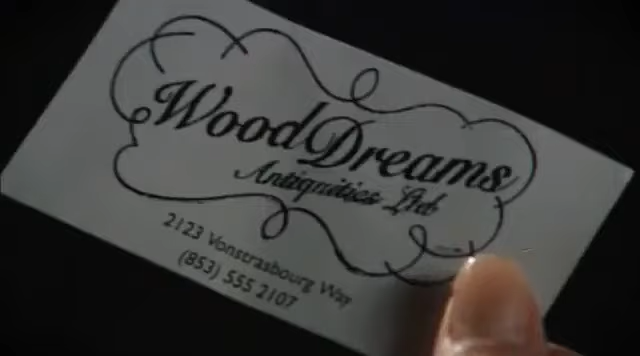 WoodDreams
Antiquities Ltd
2123 Vonstrasbourg Way
(853) 555 2107